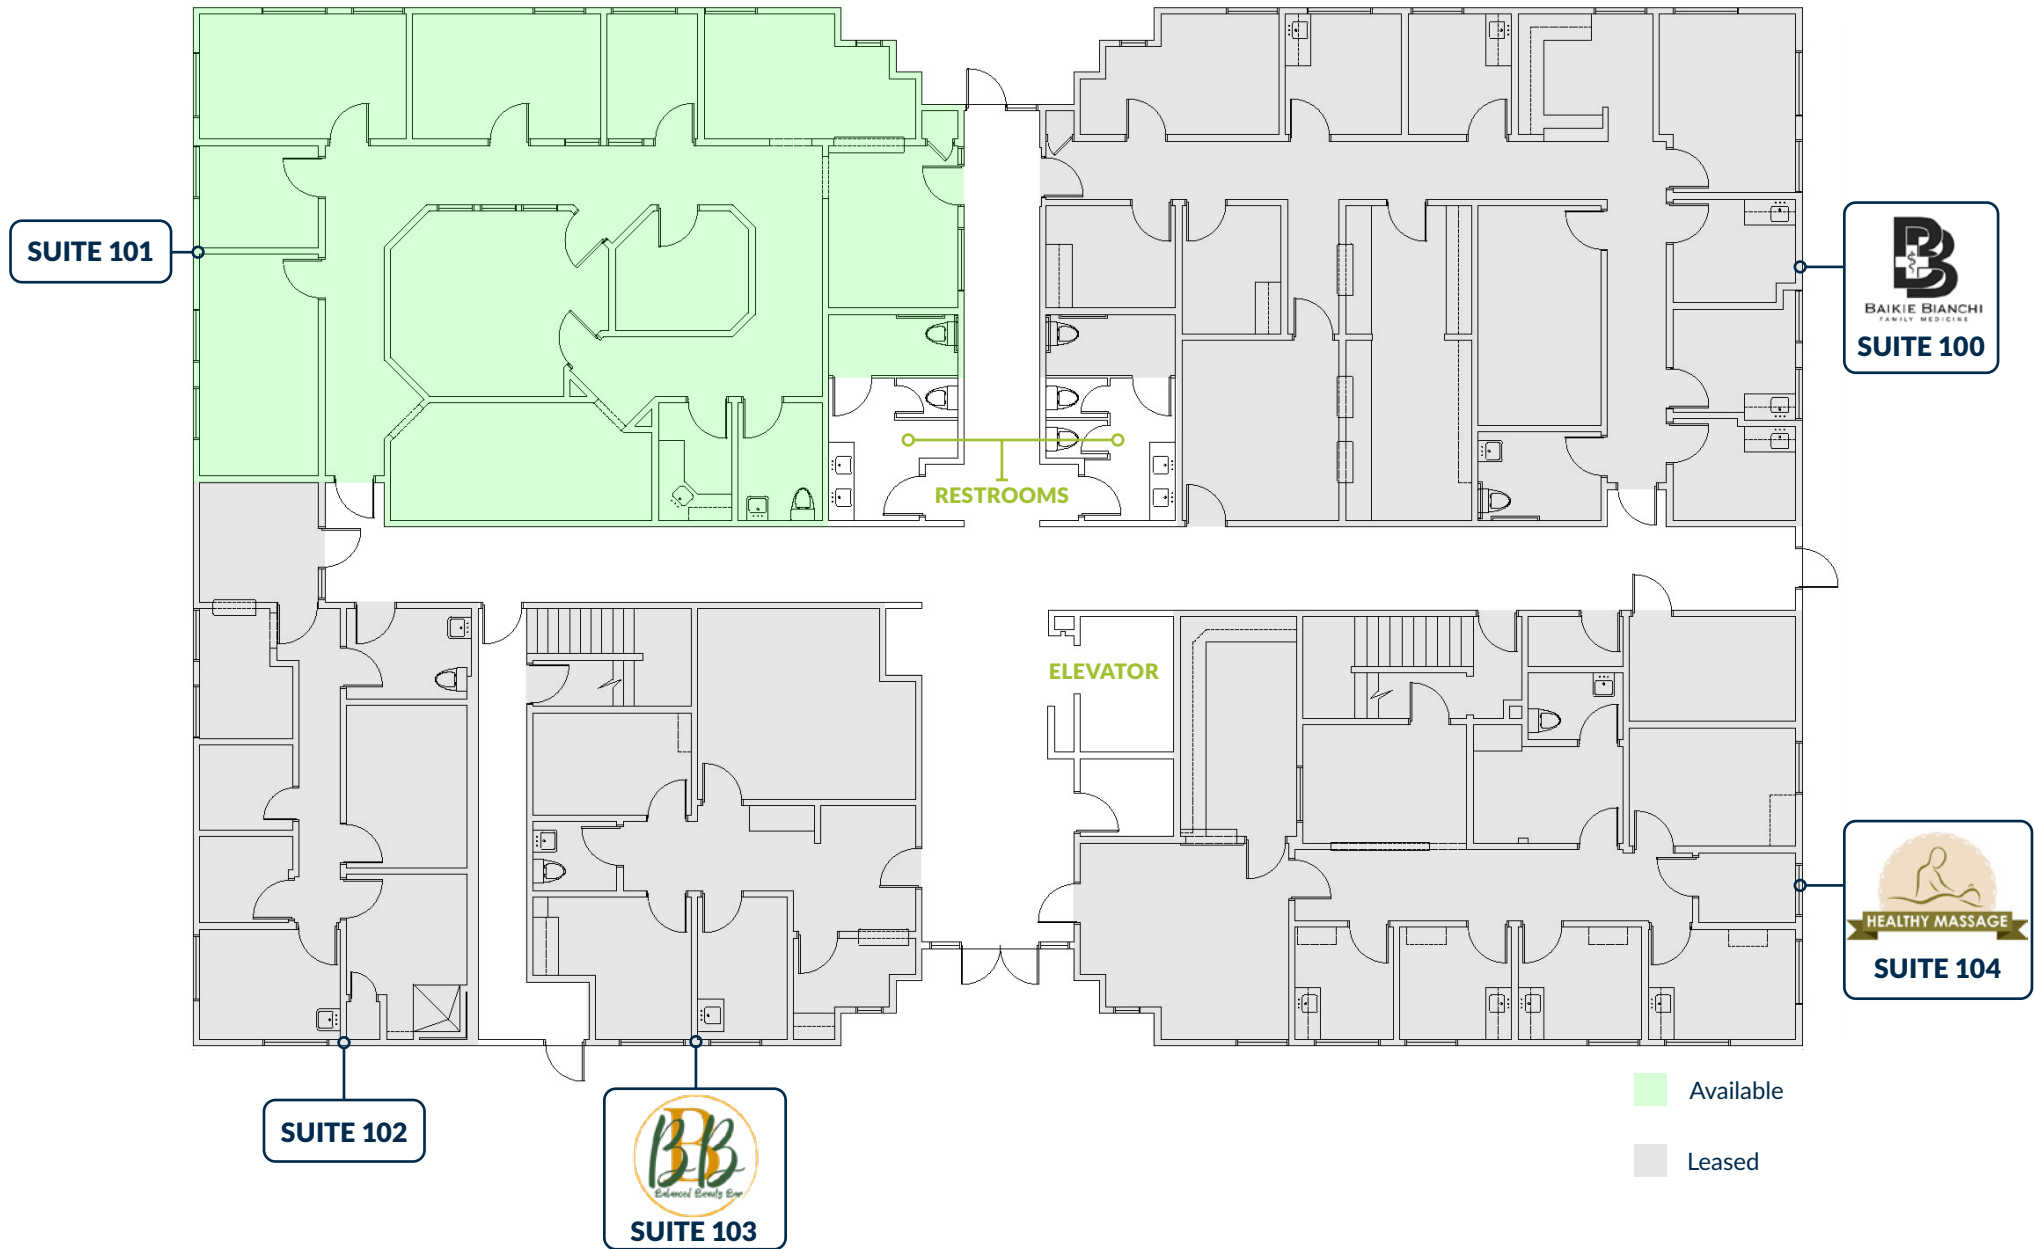 SUITE 101
BAIKIE BIANCHI
FAMILY MEDICINE
SUITE 100
RESTROOMS
ELEVATOR
HEALTHY MASSAGE
SUITE 104
SUITE 102
BBB
Balanced Beauty Bar
SUITE 103
Available
Leased